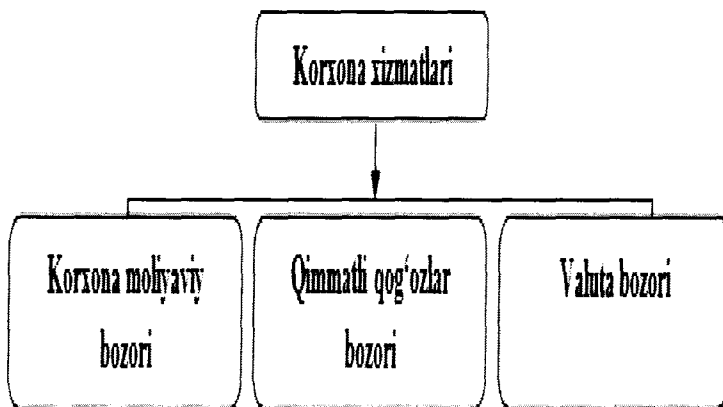 Korxona xizmatlari
Korxona moliyaviy
bozori
Qimmatli qog‘ozlar
bozori
Valuta bozori